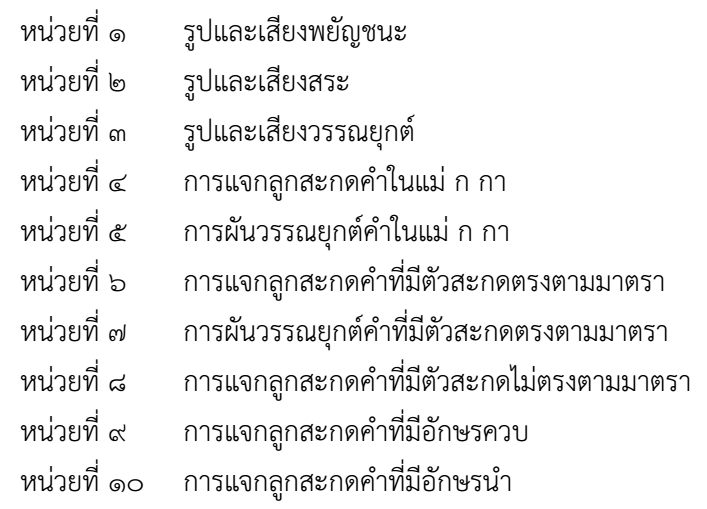 หน่วยที่ ๑ รูปและเสียงพยัญชนะ
หน่วยที่ ๒ รูปและเสียงสระ
หน่วยที่ ๓ รูปและเสียงวรรณยุกต์
หน่วยที่ ๔ การแจกลูกสะกดคำในแม่ ก กา
หน่วยที่ ๕ การผันวรรณยุกต์คำในแม่ ก กา
หน่วยที่ ๖ การแจกลูกสะกดคำที่มีตัวสะกดตรงตามมาตรา
หน่วยที่ ๗ การผันวรรณยุกต์คำที่มีตัวสะกดตรงตามมาตรา
หน่วยที่ ๘ การแจกลูกสะกดคำที่มีตัวสะกดไม่ตรงตามมาตรา
หน่วยที่ ๙ การแจกลูกสะกดคำที่มีอักษรควบ
หน่วยที่ ๑๐ การแจกลูกสะกดคำที่มีอักษรนำ